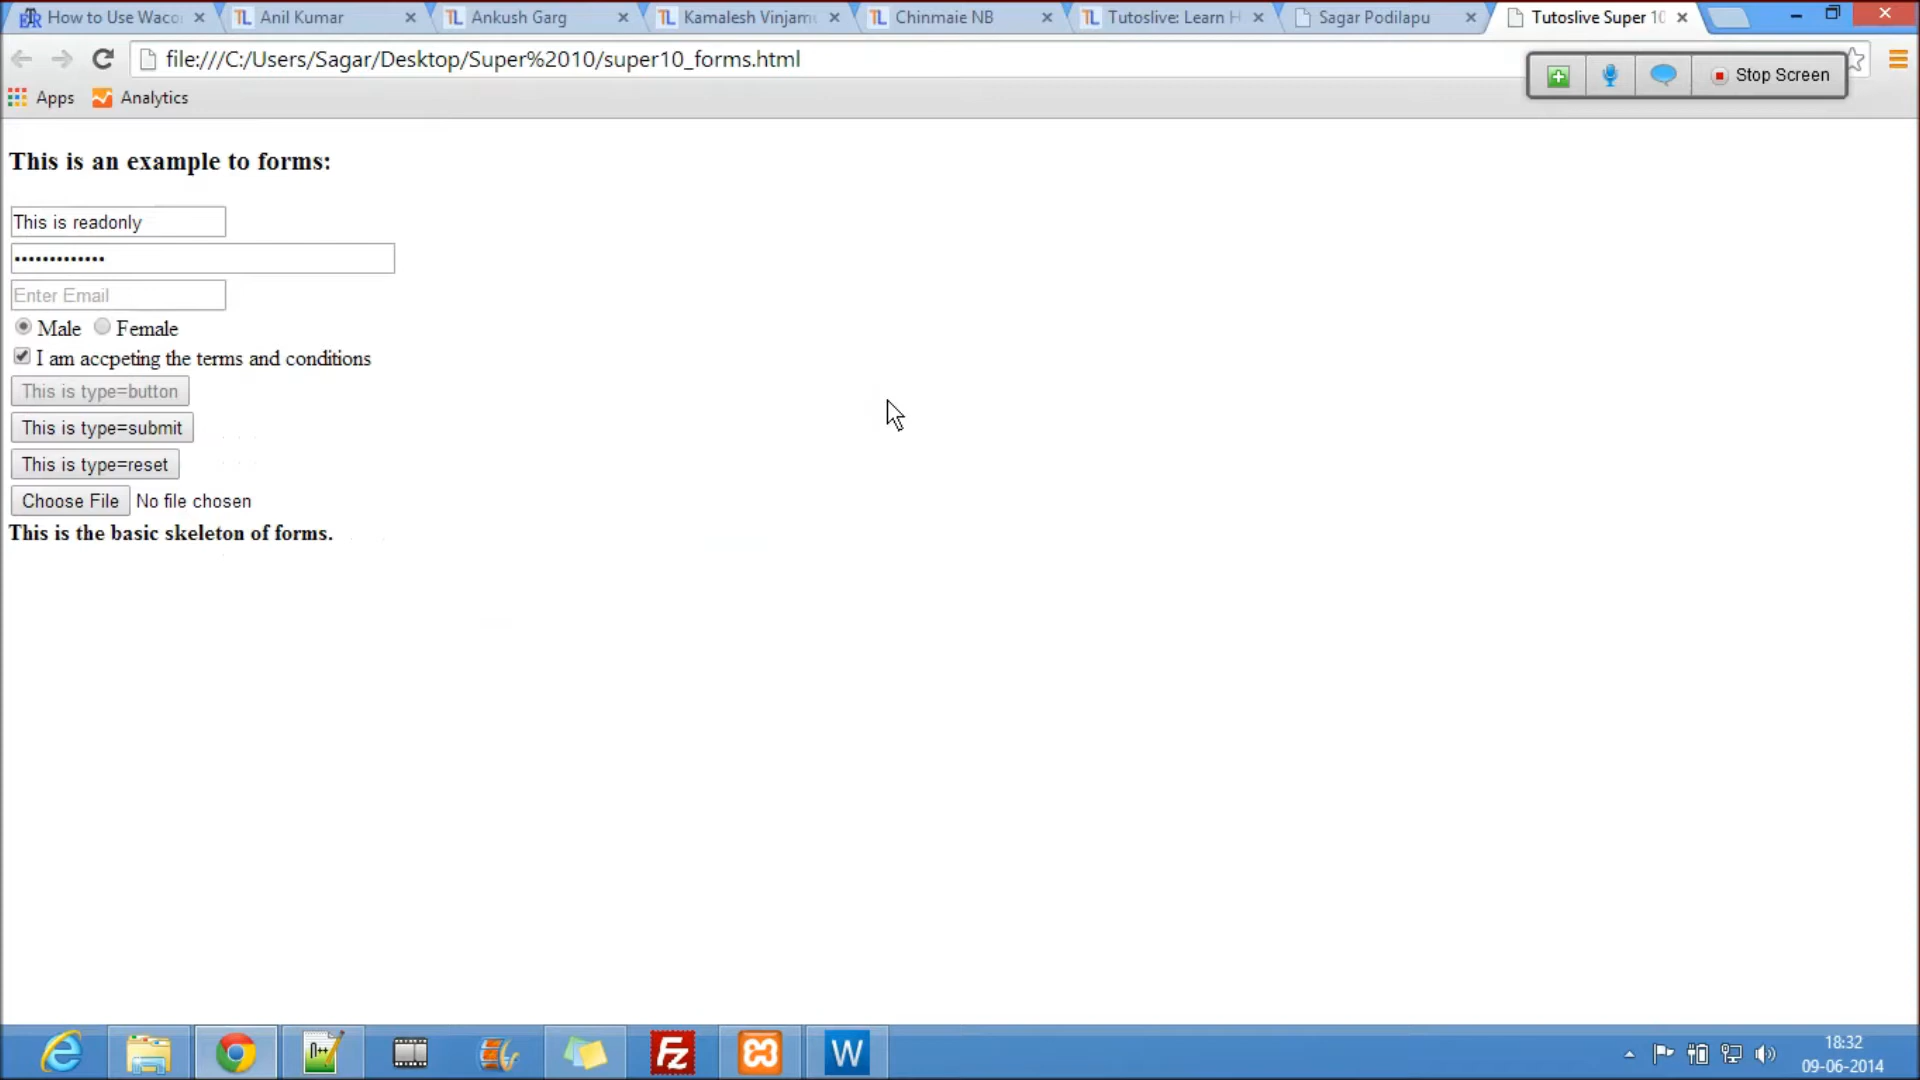 How to Use Waco
Anil Kumar
Ankush Garg
Kamalesh Vinjam
Chinmaie NB
Tutoslive: Learn H
Sagar Podilapu
Tutoslive Super 10
file:///C:/Users/Sagar/Desktop/Super%2010/super10_forms.html
Stop Screen
Apps
Analytics
This is an example to forms:
This is readonly
•••••••••••••
Enter Email
Male Female
I am accpeting the terms and conditions
This is type=button
This is type=submit
This is type=reset
Choose File No file chosen
This is the basic skeleton of forms.
18:32
09-06-2014